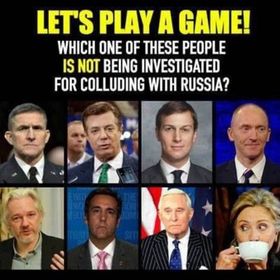 LET'S PLAY A GAME!
WHICH ONE OF THESE PEOPLE
IS NOT BEING INVESTIGATED
FOR COLLUDING WITH RUSSIA?